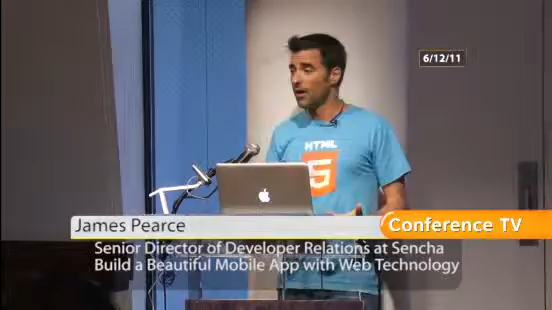 6/12/11
HTML
5
James Pearce
Conference TV
Senior Director of Developer Relations at Sencha
Build a Beautiful Mobile App with Web Technology